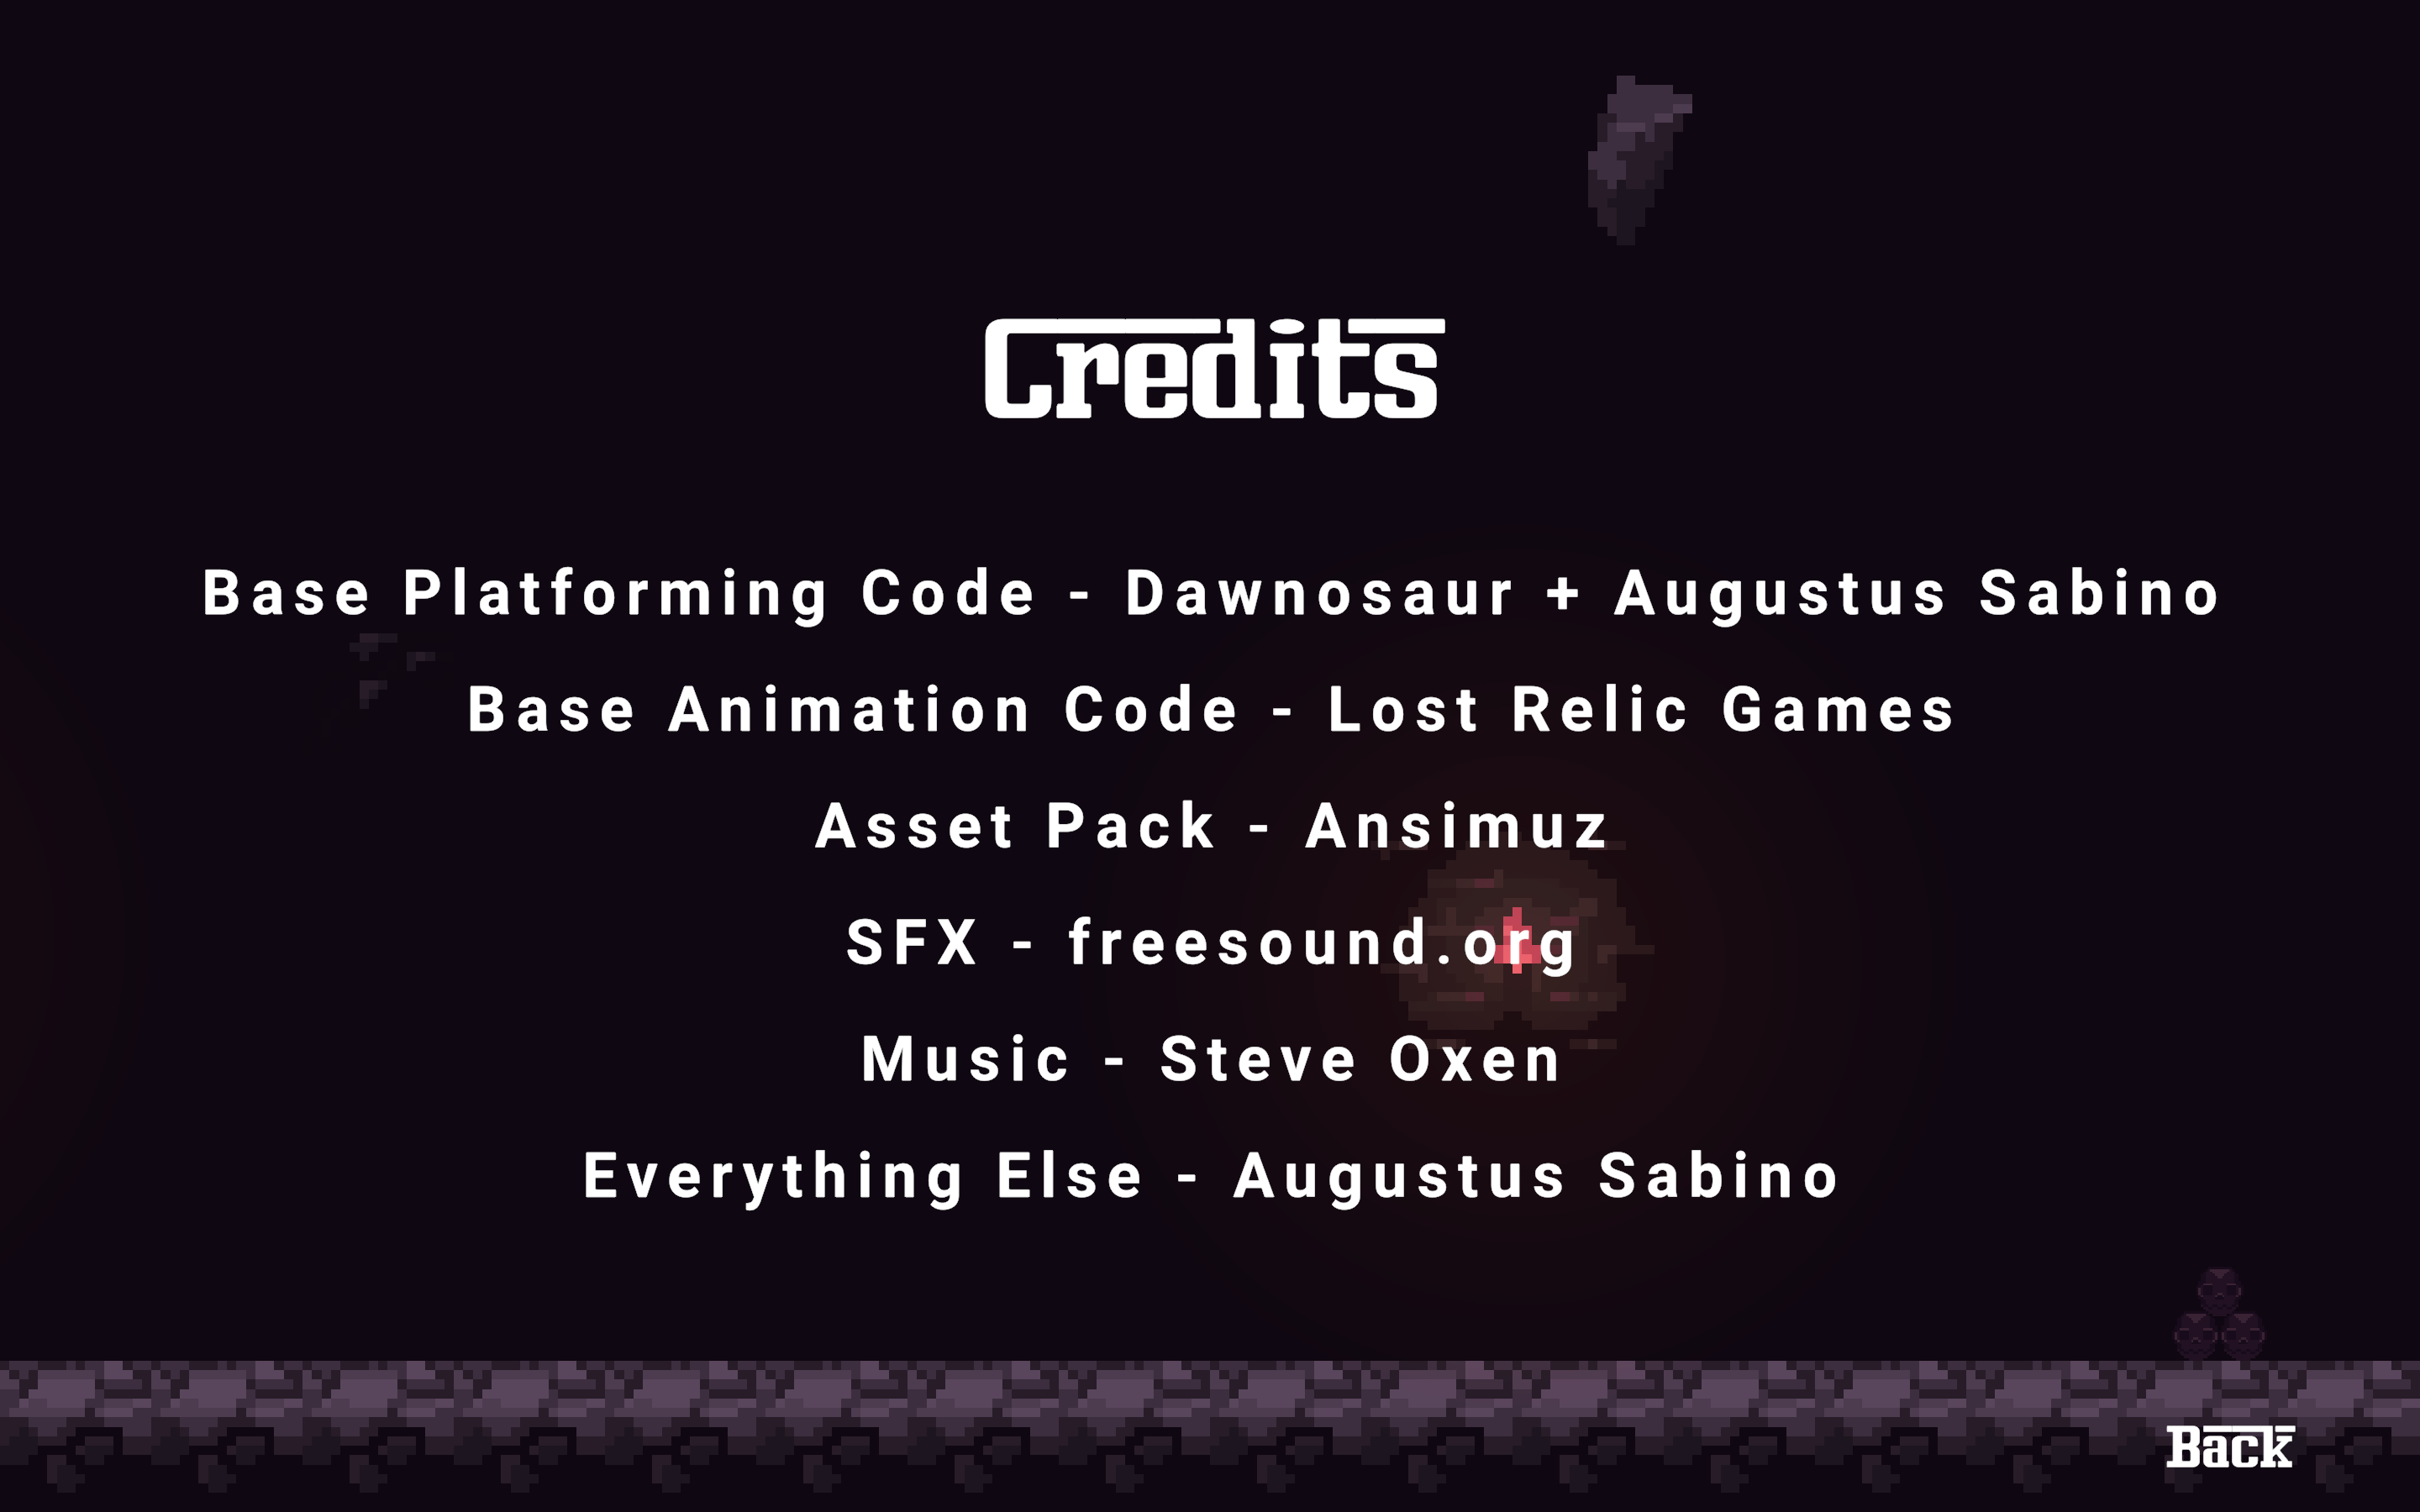 Credits
Base Platforming Code - Dawnosaur + Augustus Sabino
Base Animation Code - Lost Relic Games
Asset Pack - Ansimuz
SFX - freesound.org
Music - Steve Oxen
Everything Else - Augustus Sabino
Back